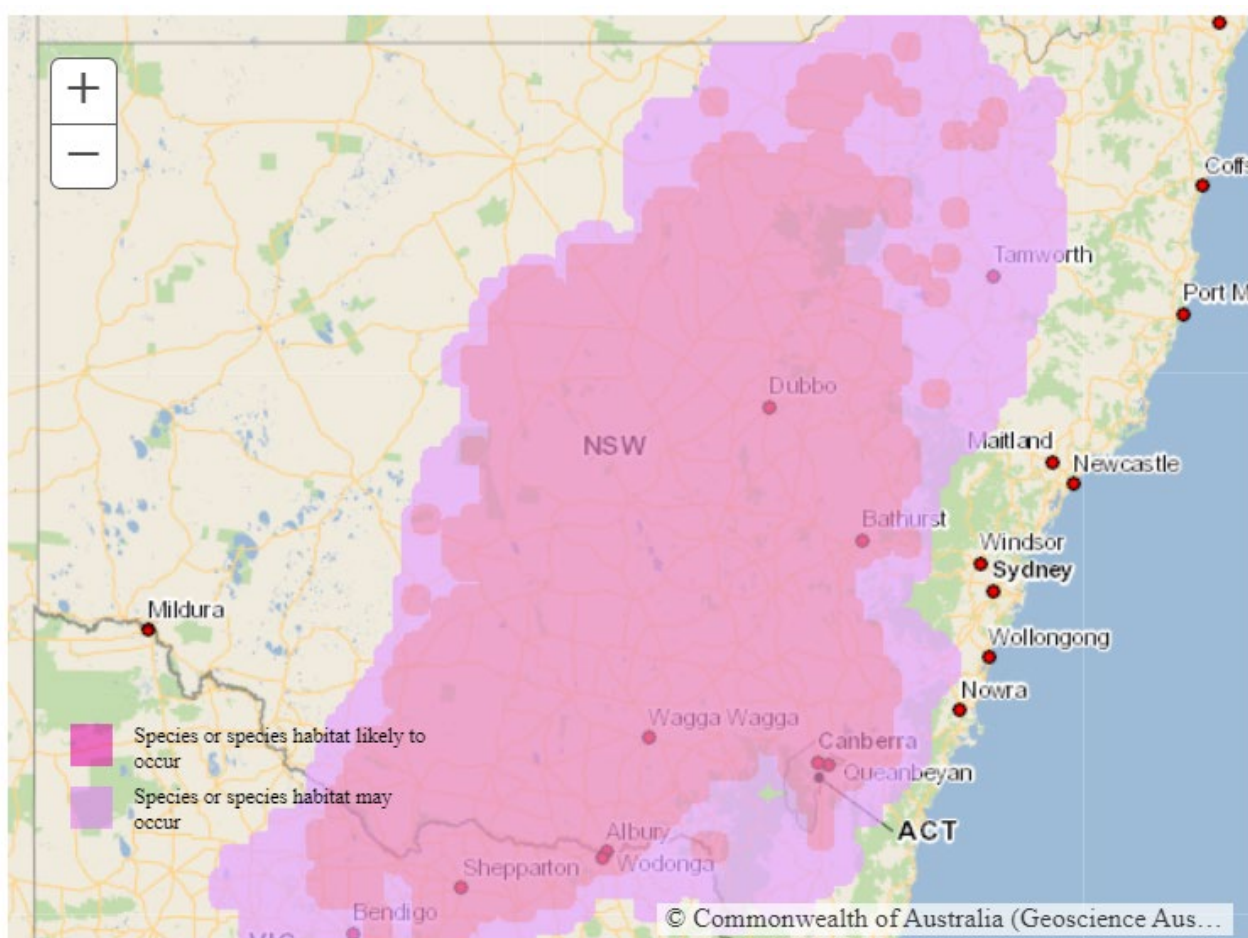 +
−
Coffs
Tamworth
Port M
Dubbo
NSW
Maitland
Newcastle
Bathurst
Windsor
Sydney
Mildura
Wollongong
Nowra
Wagga Wagga
Canberra
Queanbeyan
Species or species habitat likely to
occur
Species or species habitat may
occur
ACT
Albury
Wodonga
Shepparton
Bendigo
VIC
© Commonwealth of Australia (Geoscience Aus…